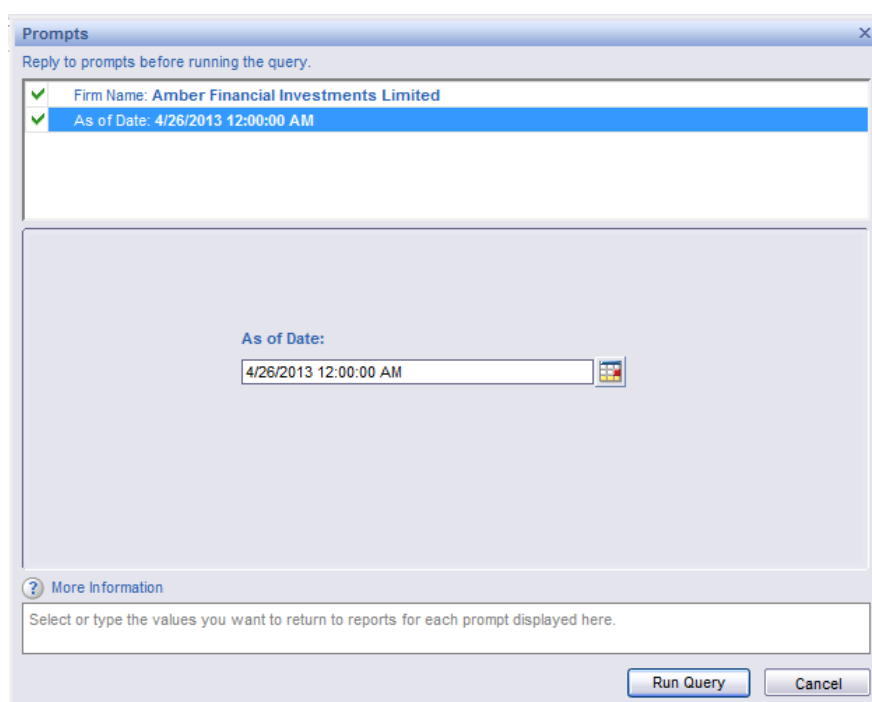 Prompts
Reply to prompts before running the query.
Firm Name: Amber Financial Investments Limited
As of Date: 4/26/2013 12:00:00 AM
As of Date:
4/26/2013 12:00:00 AM
? More Information
Select or type the values you want to return to reports for each prompt displayed here.
Run Query Cancel